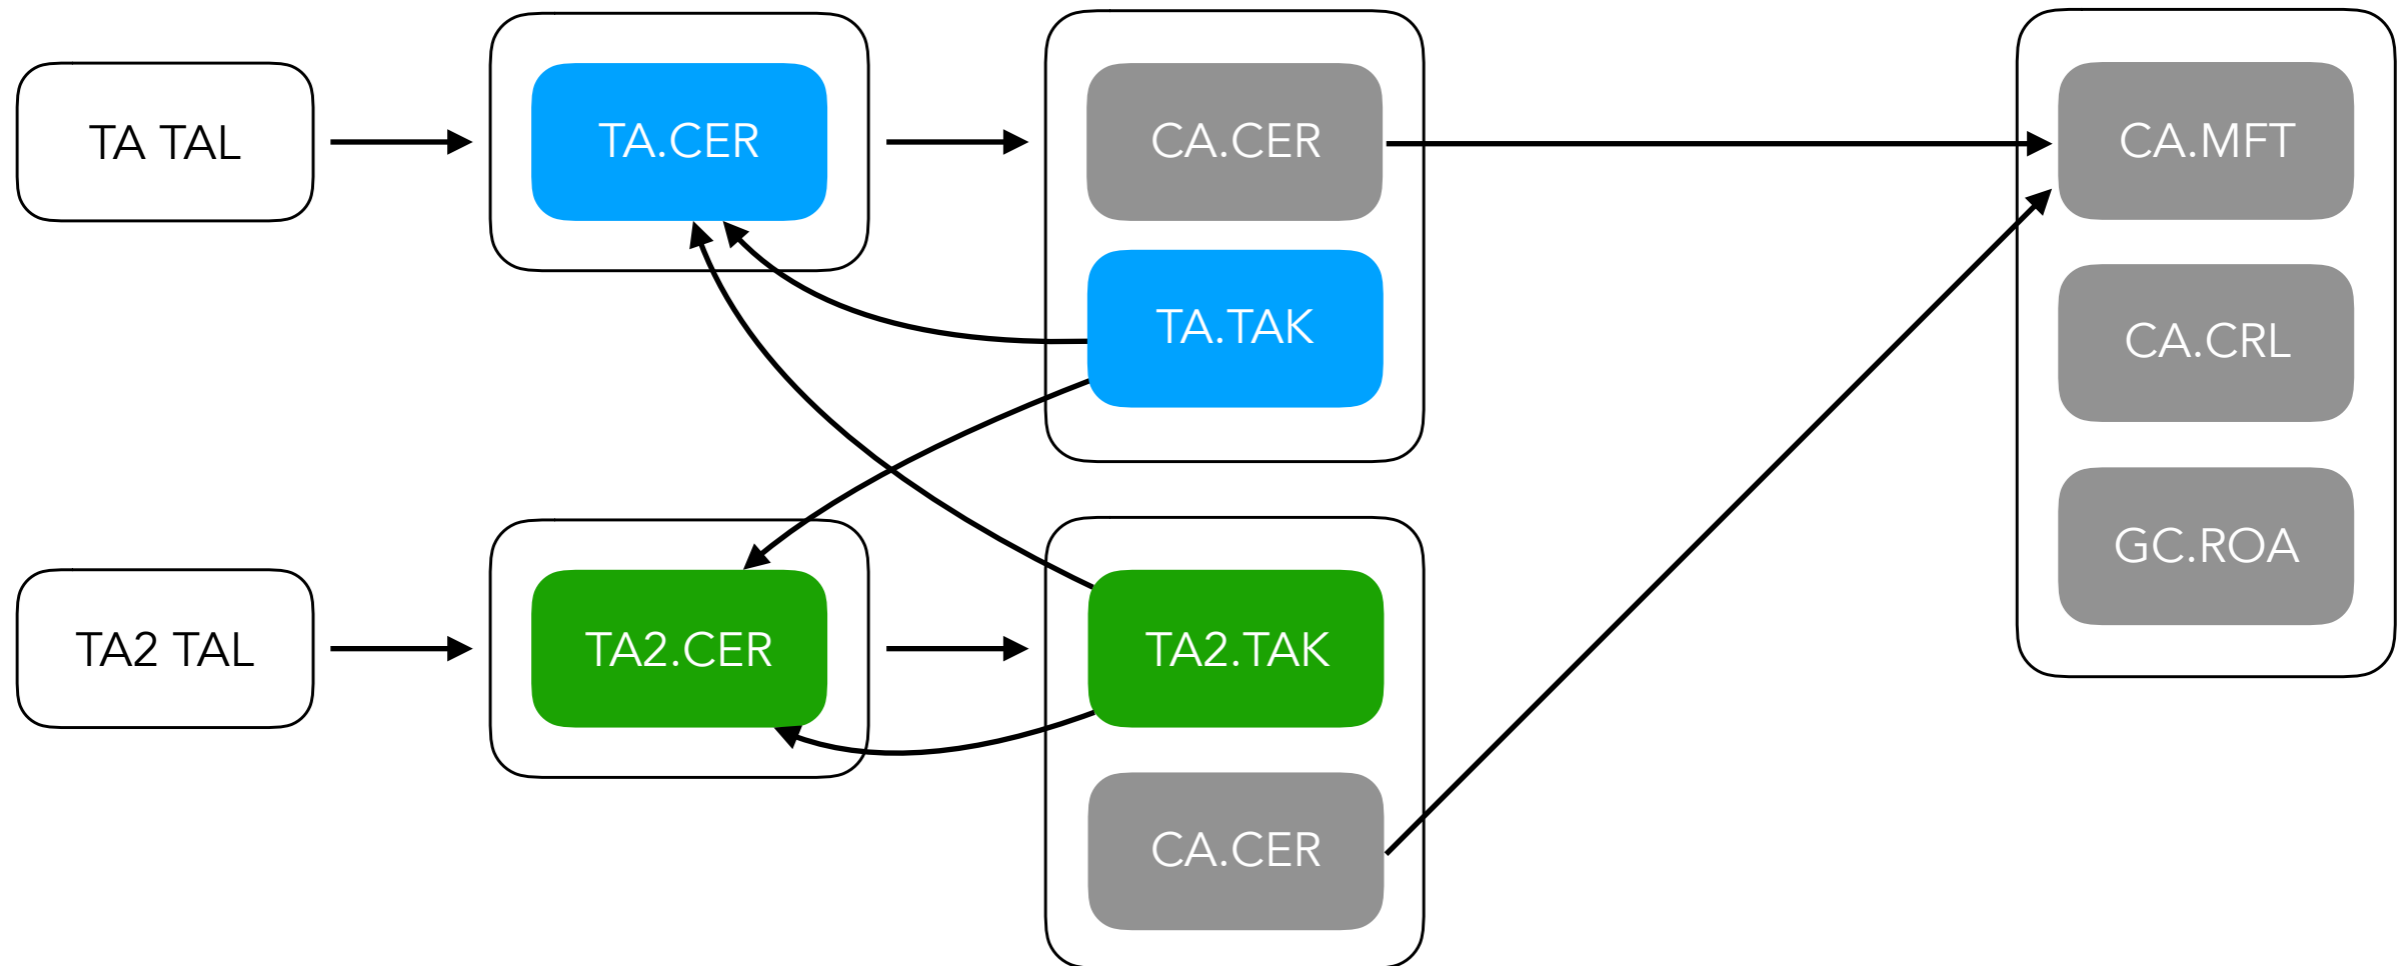 TA TAL
TA.CER
CA.CER
CA.MFT
TA.TAK
CA.CRL
GC.ROA
TA2 TAL
TA2.CER
TA2.TAK
CA.CER